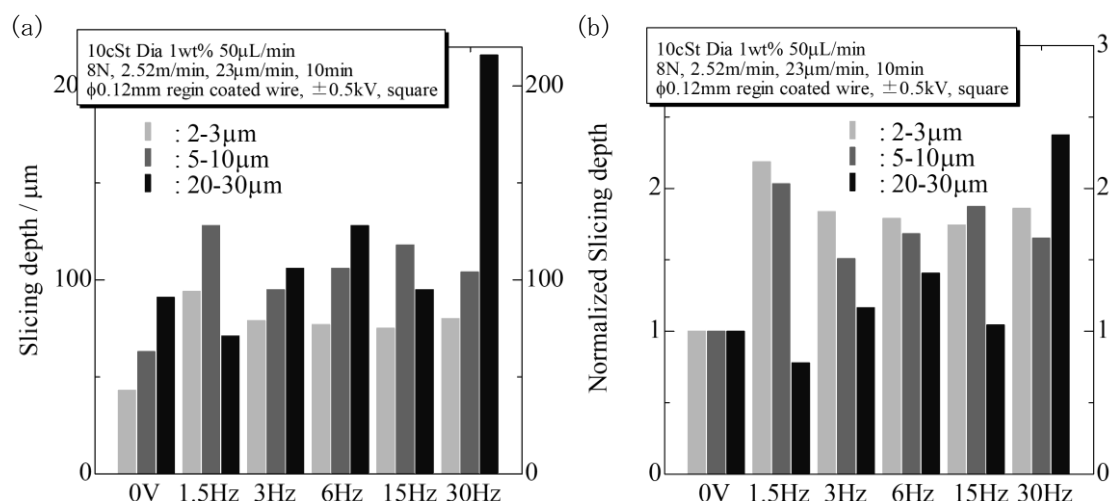 (a)
10cSt Dia 1wt% 50μL/min
8N, 2.52m/min, 23μm/min, 10min
ϕ0.12mm regin coated wire, ±0.5kV, square
: 2-3μm
: 5-10μm
: 20-30μm
Slicing depth / μm
200
100
0
200
100
0
0V 1.5Hz 3Hz 6Hz 15Hz 30Hz
(b)
10cSt Dia 1wt% 50μL/min
8N, 2.52m/min, 23μm/min, 10min
ϕ0.12mm regin coated wire, ±0.5kV, square
: 2-3μm
: 5-10μm
: 20-30μm
Normalized Slicing depth
2
1
0
3
2
1
0
0V 1.5Hz 3Hz 6Hz 15Hz 30Hz